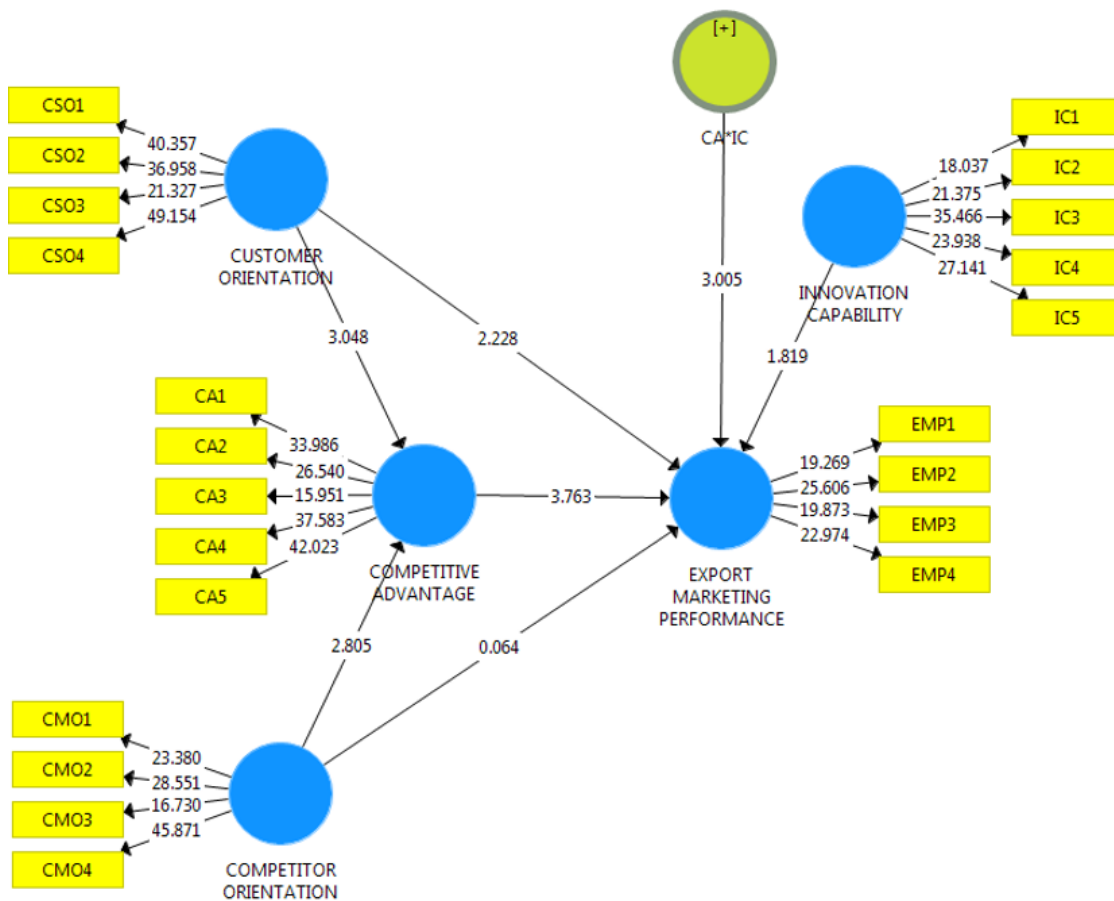 [+]
CA*IC
CSO1
CSO2
CSO3
CSO4
40.357
36.958
21.327
49.154
CUSTOMER
ORIENTATION
IC1
IC2
IC3
IC4
IC5
18.037
21.375
35.466
23.938
27.141
INNOVATION
CAPABILITY
3.005
3.048
2.228
1.819
CA1
CA2
CA3
CA4
CA5
33.986
26.540
15.951
37.583
42.023
COMPETITIVE
ADVANTAGE
3.763
EMP1
EMP2
EMP3
EMP4
19.269
25.606
19.873
22.974
EXPORT
MARKETING
PERFORMANCE
2.805
0.064
CMO1
CMO2
CMO3
CMO4
23.380
28.551
16.730
45.871
COMPETITOR
ORIENTATION